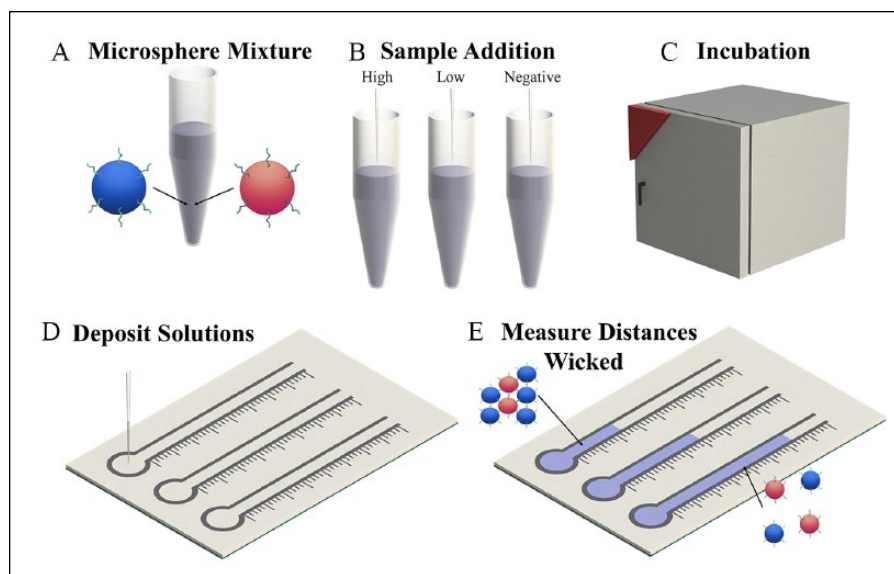 A Microsphere Mixture
B Sample Addition
High Low Negative
C Incubation
D Deposit Solutions
E Measure Distances
Wicked